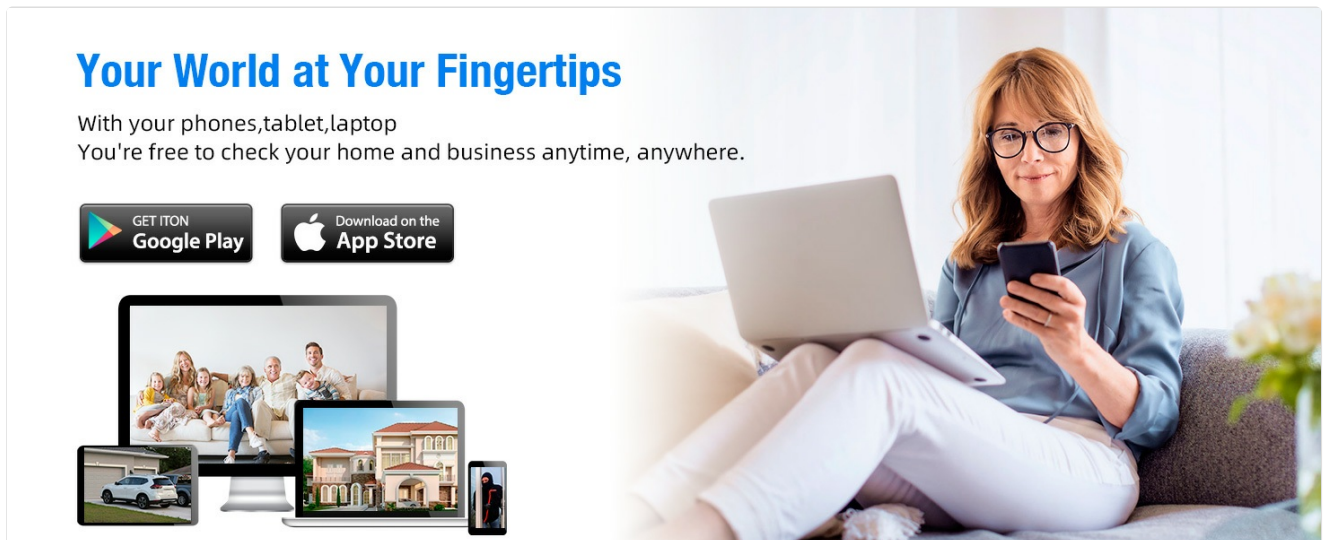 Your World at Your Fingertips
With your phones,tablet,laptop
You're free to check your home and business anytime, anywhere.
GET ITON
Google Play
Download on the
App Store